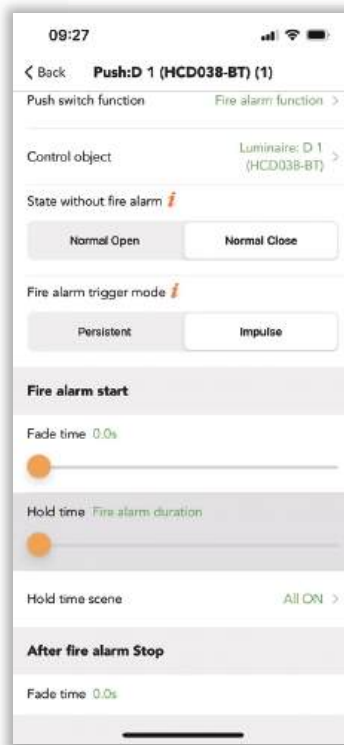 09:27
Back Push:D 1 (HCD038-BT) (1)
Push switch function Fire alarm function
Control object Luminaire: D 1
(HCD038-BT)
State without fire alarm i
Normal Open Normal Close
Fire alarm trigger mode i
Persistent Impulse
Fire alarm start
Fade time 0.0s
Hold time Fire alarm duration
Hold time scene All ON
After fire alarm Stop
Fade time 0.0s